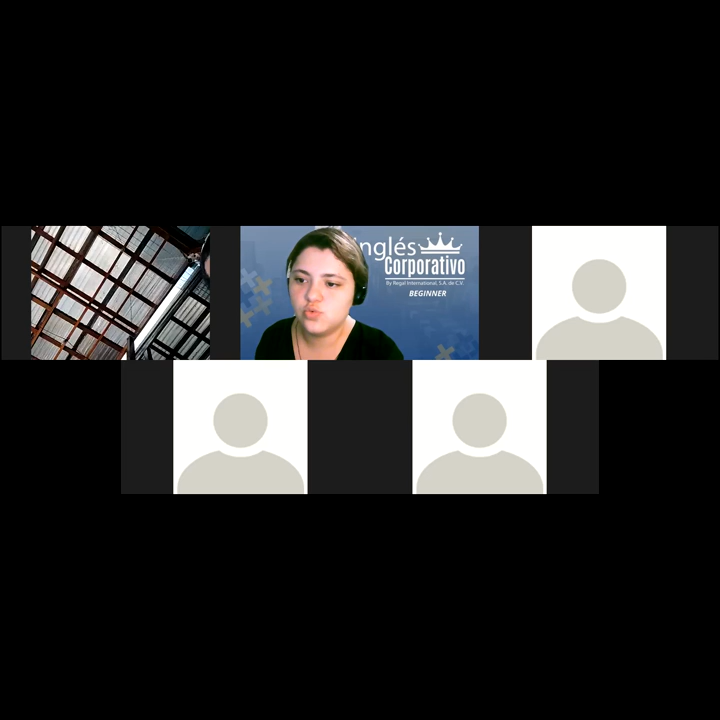 Inglés
Corporativo
By Regal International, S.A. de C.V.
BEGINNER